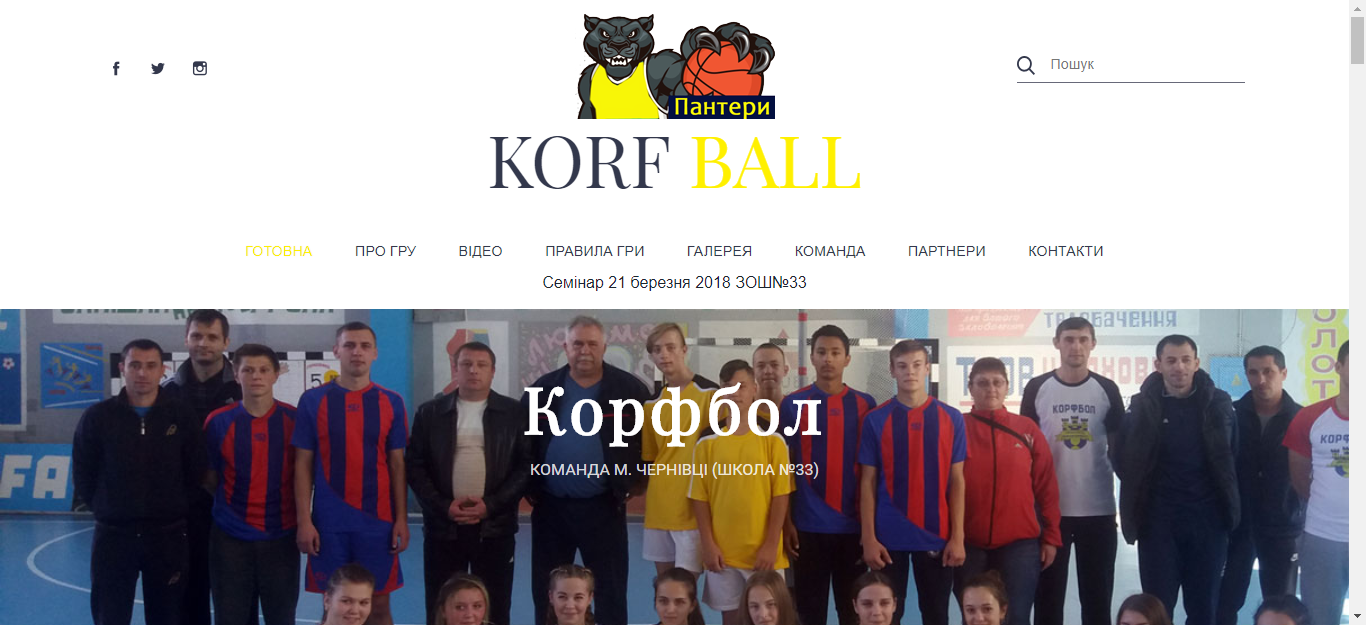 Пошук
Пантери
KORF BALL
ГОТОВНА ПРО ГРУ ВІДЕО ПРАВИЛА ГРИ ГАЛЕРЕЯ КОМАНДА ПАРТНЕРИ КОНТАКТИ
Семінар 21 березня 2018 ЗОШ№33
Корфбол
КОМАНДА М. ЧЕРНІВЦІ (ШКОЛА №33)
КОРФБОЛ